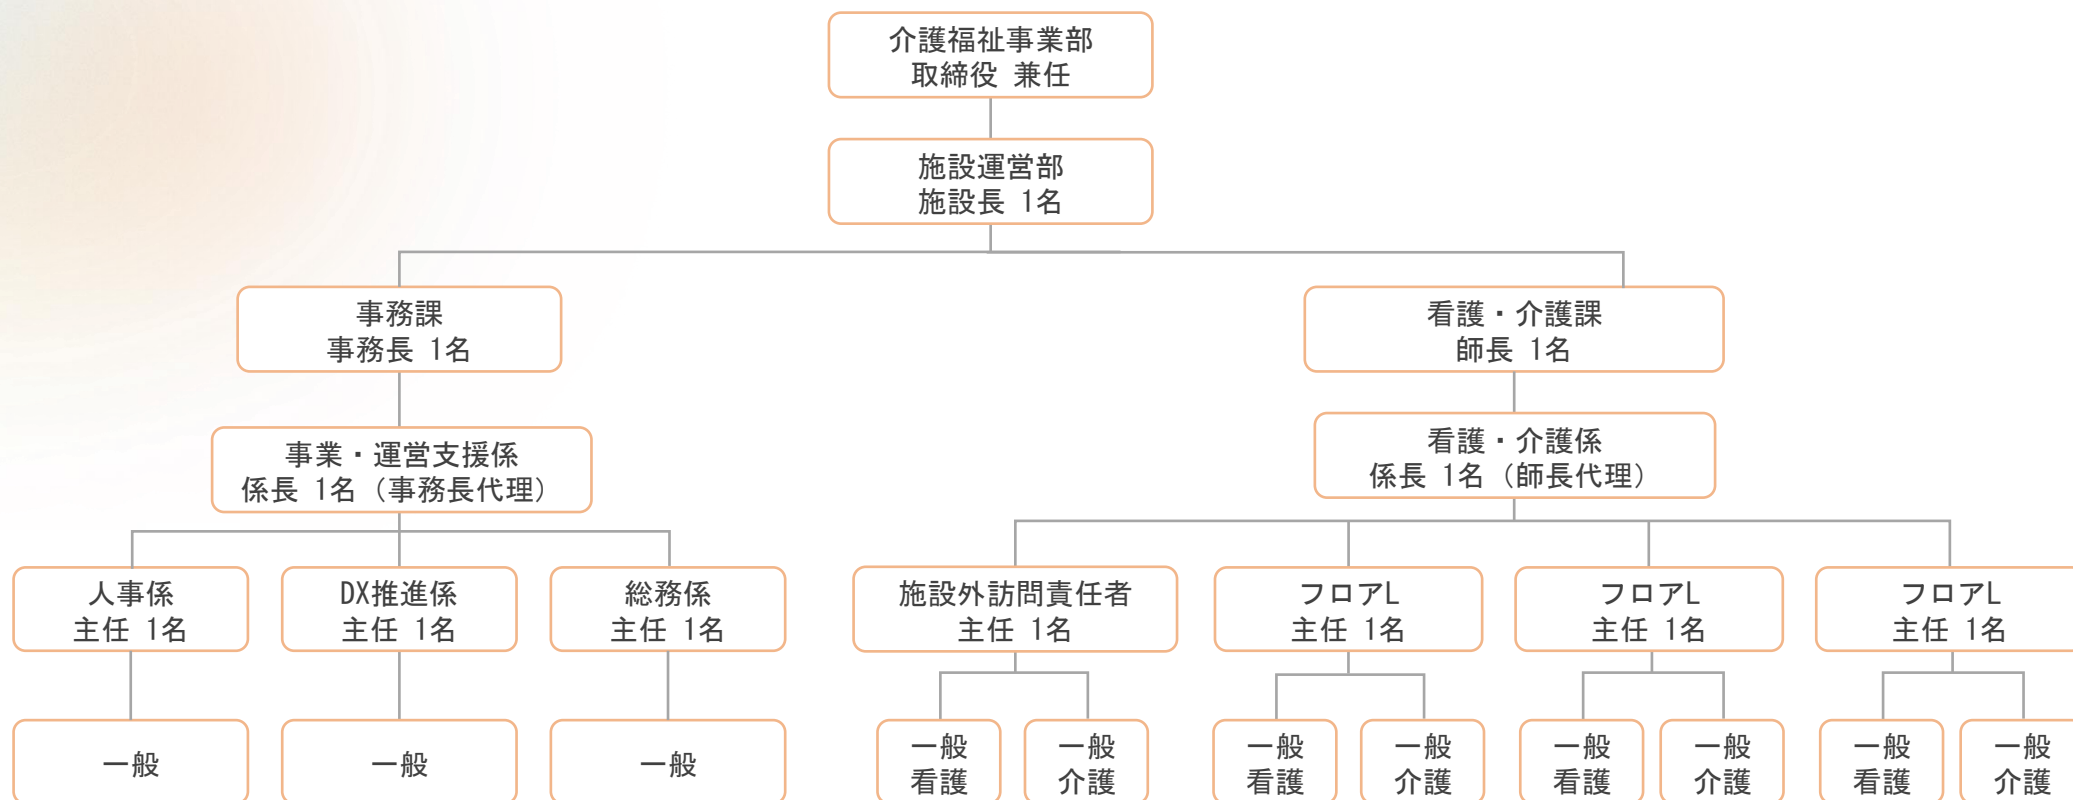 介護福祉事業部
取締役 兼任
施設運営部
施設長 1名
事務課
事務長 1名
看護・介護課
師長 1名
事業・運営支援係
係長 1名（事務長代理）
看護・介護係
係長 1名（師長代理）
人事係
主任 1名
DX推進係
主任 1名
総務係
主任 1名
施設外訪問責任者
主任 1名
フロアL
主任 1名
フロアL
主任 1名
フロアL
主任 1名
一般
一般
一般
一般
看護
一般
介護
一般
看護
一般
介護
一般
看護
一般
介護
一般
看護
一般
介護